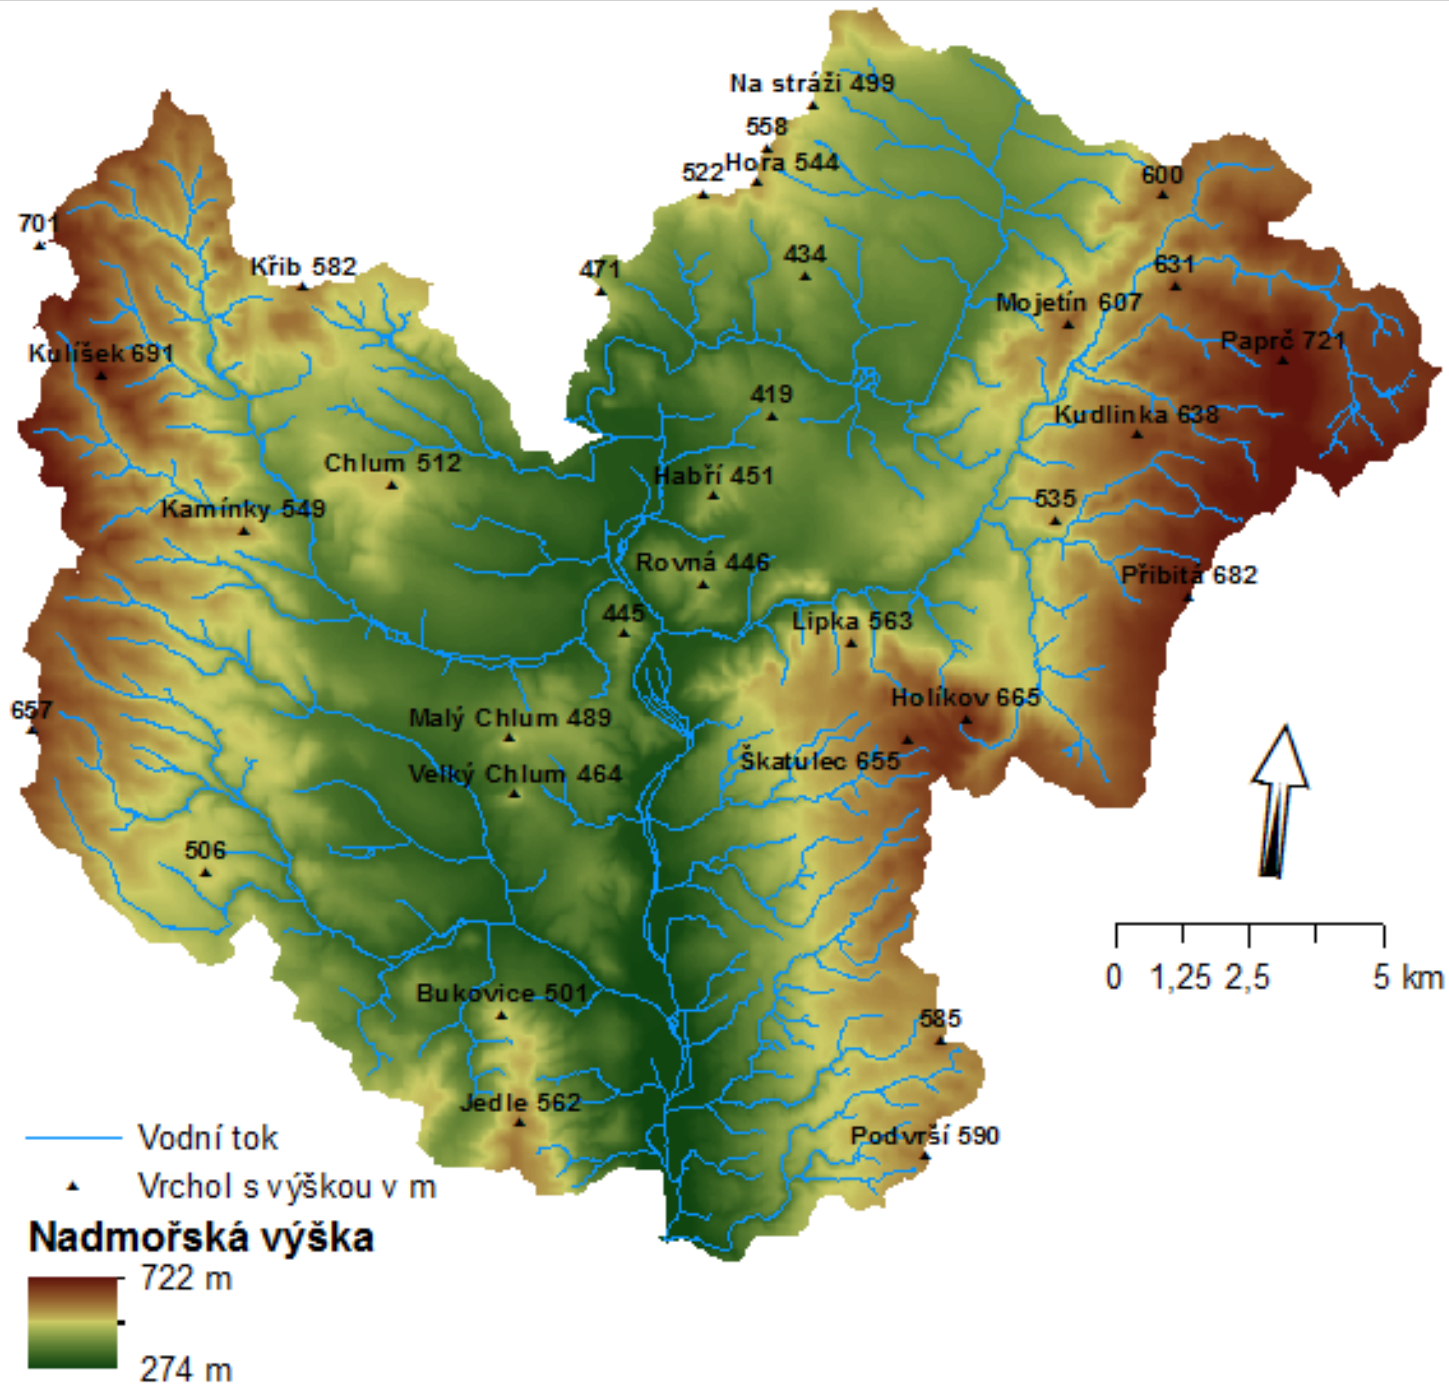 Na stráži 499
558
Hora 544
522
600
701
Křib 582
471
434
631
Mojetín 607
Kulíšek 691
Paprč 721
419
Kudlinka 638
Chlum 512
Habří 451
Kamínky 549
535
Rovná 446
Přibitá 682
445
Lipka 563
657
Malý Chlum 489
Holíkov 665
Velký Chlum 464
Škatulec 655
506
0 1,25 2,5 5 km
Bukovice 501
585
Jedle 562
Podvrší 590
Vodní tok
Vrchol s výškou v m
Nadmořská výška
722 m
274 m